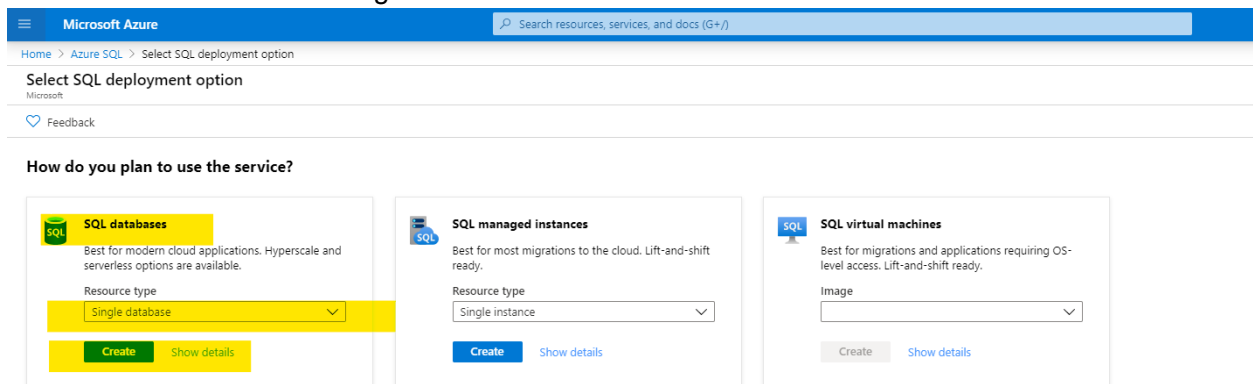 Microsoft Azure
Search resources, services, and docs (G+/)
Home > Azure SQL > Select SQL deployment option
Select SQL deployment option
Microsoft
Feedback
How do you plan to use the service?
SQL
SQL databases
Best for modern cloud applications. Hyperscale and
serverless options are available.
Resource type
Single database
Create Show details
SQL
SQL managed instances
Best for most migrations to the cloud. Lift-and-shift
ready.
Resource type
Single instance
Create Show details
SQL
SQL virtual machines
Best for migrations and applications requiring OS-
level access. Lift-and-shift ready.
Image
Create Show details